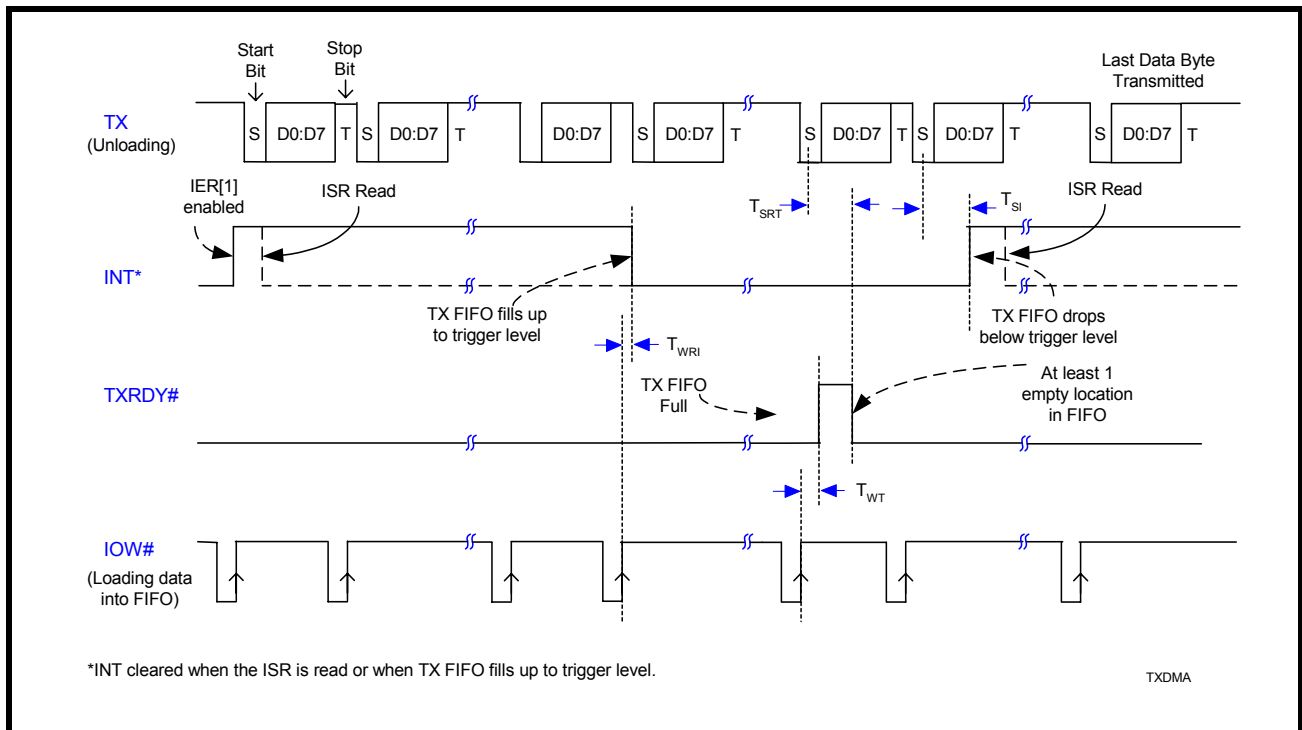 Start
Bit
Stop
Bit
Last Data Byte
Transmitted
TX
(Unloading)
S D0:D7 T S D0:D7 T D0:D7 S D0:D7 T S D0:D7 T S D0:D7 T S D0:D7 T
IER[1]
enabled
ISR Read
T_SRT
T_SI
ISR Read
INT*
TX FIFO fills up
to trigger level
TX FIFO drops
below trigger level
T_WRI
TXRDY#
TX FIFO
Full
At least 1
empty location
in FIFO
T_WT
IOW#
(Loading data
into FIFO)
*INT cleared when the ISR is read or when TX FIFO fills up to trigger level.
TXDMA